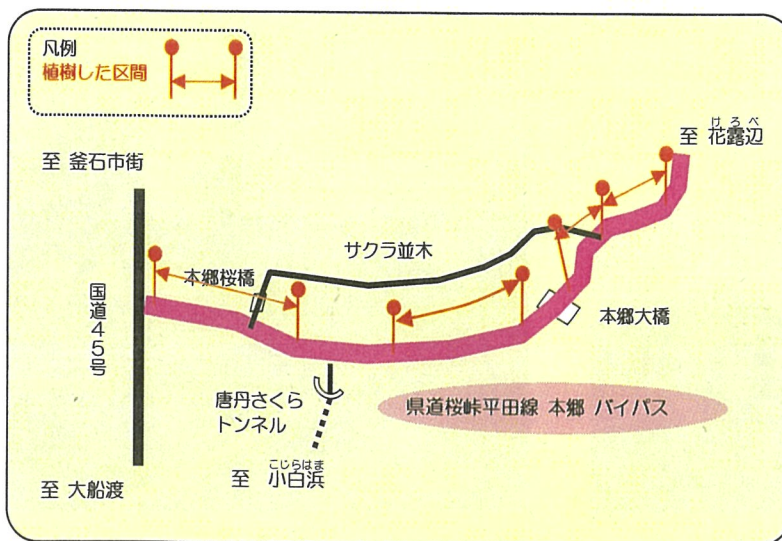 凡例
植樹した区間
至 釜石市街
けろべ
至 花露辺
サクラ並木
本郷桜橋
国道45号
本郷大橋
唐丹さくら
トンネル
県道桜峠平田線 本郷 バイパス
こじらはま
至 小白浜
至 大船渡